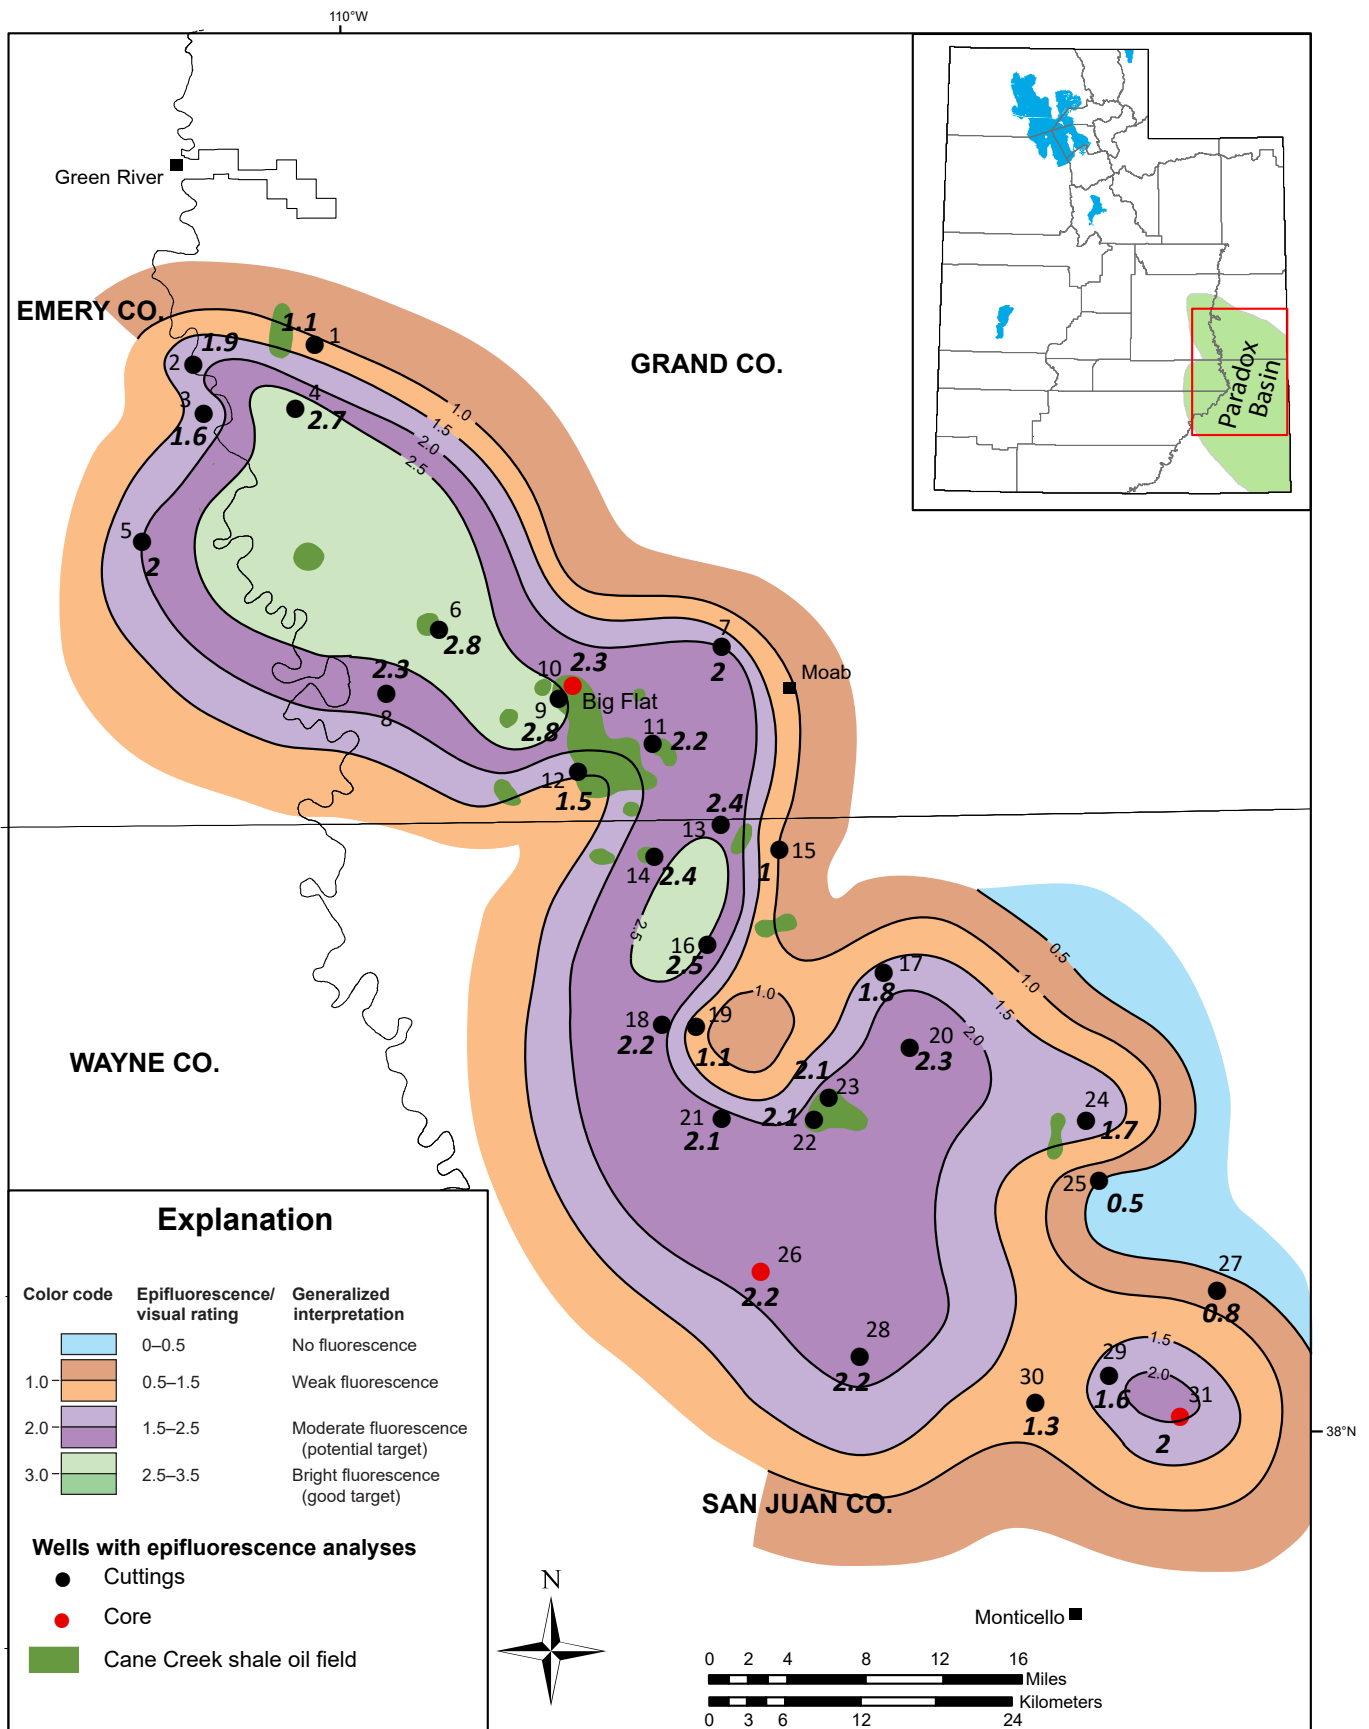 110°W
Green River
EMERY CO.
GRAND CO.
WAYNE CO.
SAN JUAN CO.
Paradox
Basin
1.1
1
1.9
2
3
1.6
4
2.7
1.0
1.5
2.0
2.5
5
2
6
2.8
7
2
Moab
2.3
8
10
2.3
9
Big Flat
2.8
11
2.2
12
1.5
2.4
13
15
1
14
2.4
2.5
16
2.5
17
1.8
0.5
1.0
1.5
2.0
1.0
18
2.2
19
1.1
20
2.3
2.1
23
21
2.1
2.1
22
24
1.7
25
0.5
26
2.2
27
0.8
28
2.2
1.5
29
2.0
1.6
31
2
30
1.3
38°N
Explanation
Color code
Epifluorescence/
visual rating
Generalized
interpretation
0–0.5
No fluorescence
1.0
0.5–1.5
Weak fluorescence
2.0
1.5–2.5
Moderate fluorescence
(potential target)
3.0
2.5–3.5
Bright fluorescence
(good target)
Wells with epifluorescence analyses
Cuttings
Core
Cane Creek shale oil field
N
Monticello
0 2 4 8 12 16
Miles
Kilometers
0 3 6 12 24